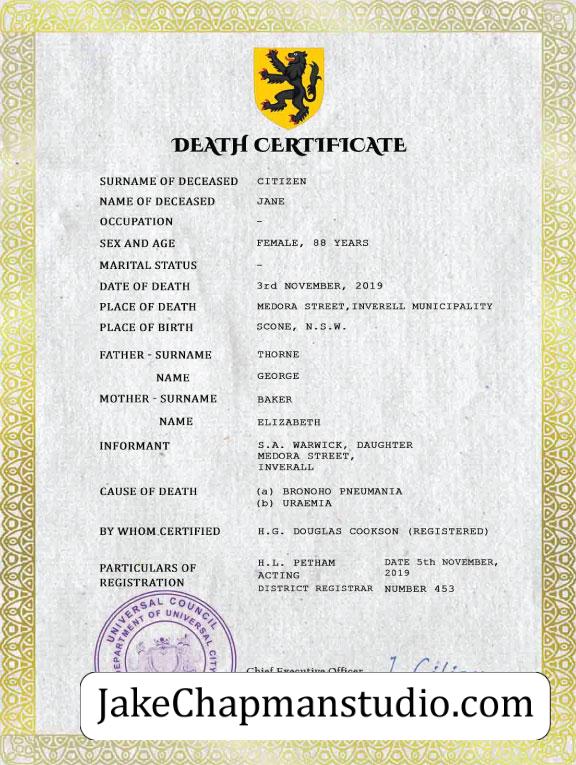 DEATH CERTIFICATE
SURNAME OF DECEASED CITIZEN
NAME OF DECEASED JANE
OCCUPATION -
SEX AND AGE FEMALE, 88 YEARS
MARITAL STATUS -
DATE OF DEATH 3rd NOVEMBER, 2019
PLACE OF DEATH MEDORA STREET,INVERELL MUNICIPALITY
PLACE OF BIRTH SCONE, N.S.W.
FATHER - SURNAME THORNE
NAME GEORGE
MOTHER - SURNAME BAKER
NAME ELIZABETH
INFORMANT S.A. WARWICK, DAUGHTER
MEDORA STREET,
INVERALL
CAUSE OF DEATH (a) BRONOHO PNEUMANIA
(b) URAEMIA
BY WHOM CERTIFIED H.G. DOUGLAS COOKSON (REGISTERED)
PARTICULARS OF REGISTRATION
H.L. PETHAM
ACTING
DISTRICT REGISTRAR
DATE 5th NOVEMBER,
2019
NUMBER 453
UNIVERSAL COUNCIL
DEPARTMENT OF UNIVERSAL CITY
Chief Executive Officer
JakeChapmanstudio.com